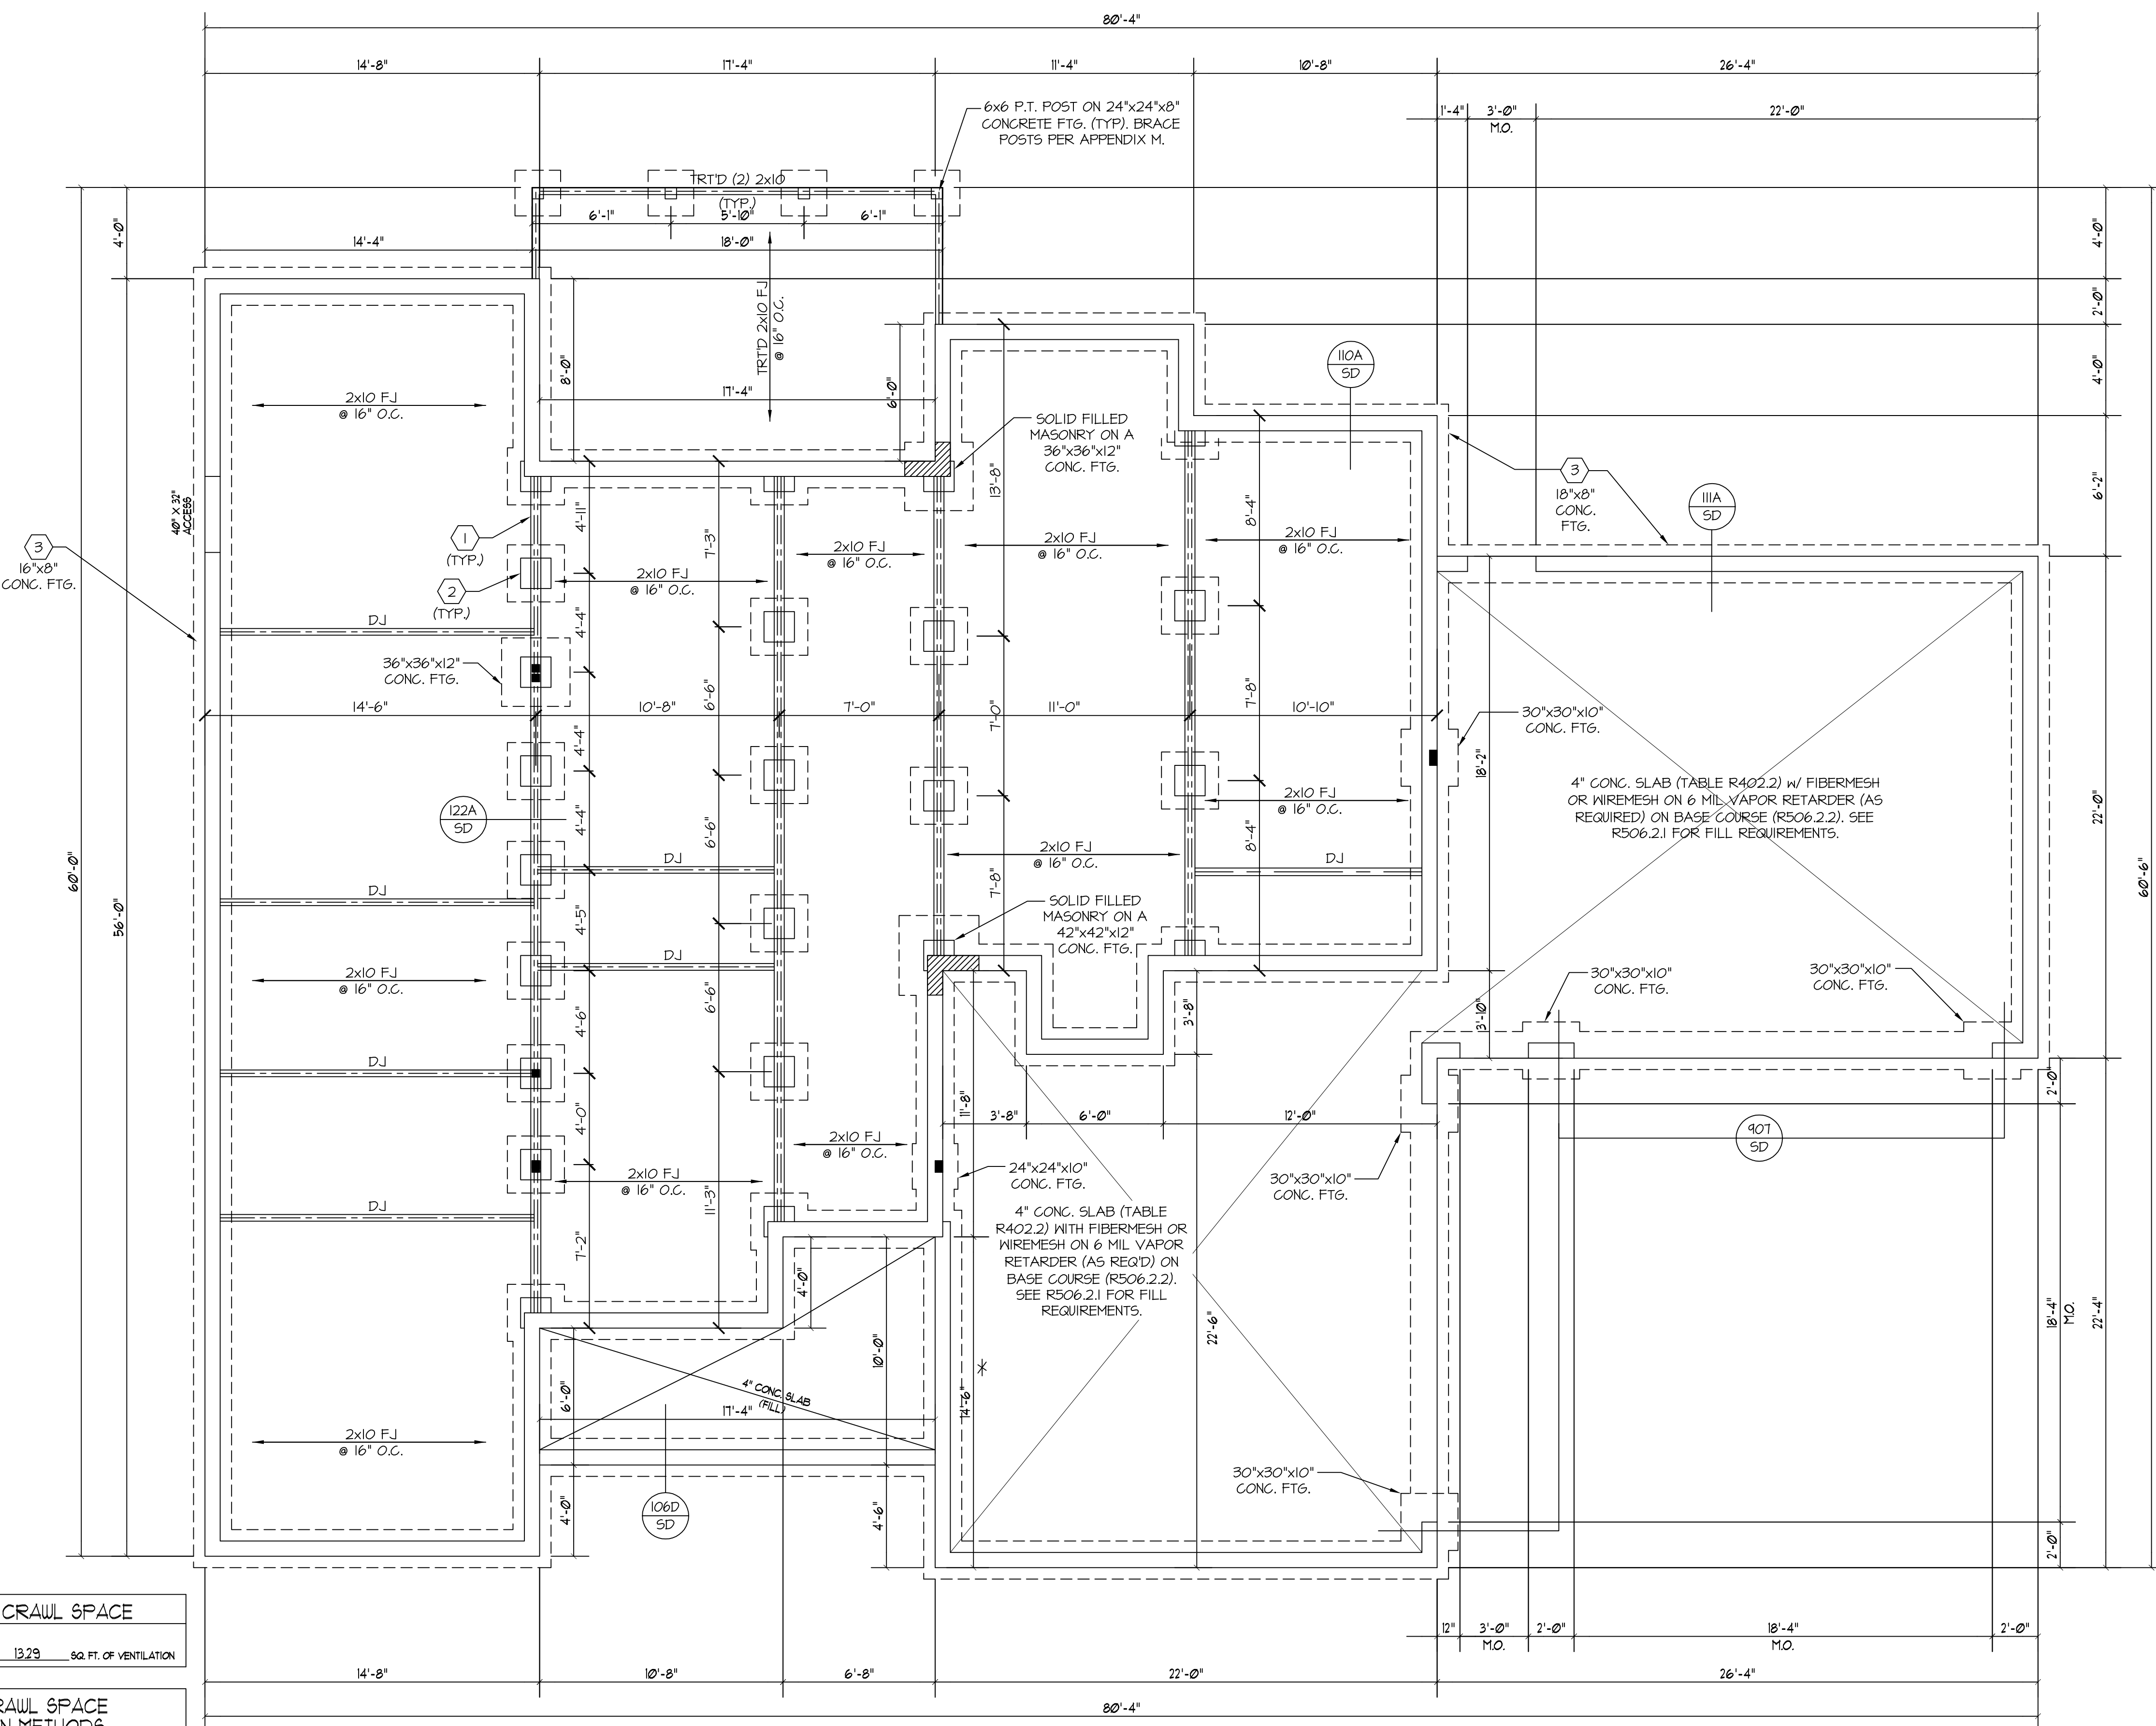 80'-4"
14'-8"
17'-4"
11'-4"
10'-8"
26'-4"
1'-4"
3'-0"
M.O.
22'-0"
6x6 P.T. POST ON 24"x24"x8"
CONCRETE FTG. (TYP). BRACE
POSTS PER APPENDIX M.
TRT'D (2) 2x10
(TYP.)
6'-1"
5'-10"
6'-1"
14'-4"
18'-0"
4'-0"
4'-0"
2'-0"
4'-0"
6'-2"
TRT'D 2x10 FJ
@ 16" O.C.
8'-0"
17'-4"
6'-0"
2x10 FJ
@ 16" O.C.
SOLID FILLED
MASONRY ON A
36"x36"x12"
CONC. FTG.
110A
SD
3
18"x8"
CONC.
FTG.
111A
SD
40" X 32"
ACCESS
3
16"x8"
CONC. FTG.
1
(TYP.)
2
(TYP.)
4'-11"
7'-3"
13'-8"
8'-4"
2x10 FJ
@ 16" O.C.
2x10 FJ
@ 16" O.C.
2x10 FJ
@ 16" O.C.
2x10 FJ
@ 16" O.C.
DJ
4'-4"
36"x36"x12"
CONC. FTG.
6'-6"
7'-0"
7'-8"
14'-6"
10'-8"
7'-0"
11'-0"
10'-10"
30"x30"x10"
CONC. FTG.
4'-4"
18'-2"
122A
SD
4'-4"
6'-6"
8'-4"
2x10 FJ
@ 16" O.C.
4" CONC. SLAB (TABLE R402.2) W/ FIBERMESH
OR WIREMESH ON 6 MIL VAPOR RETARDER (AS
REQUIRED) ON BASE COURSE (R506.2.2). SEE
R506.2.1 FOR FILL REQUIREMENTS.
22'-0"
60'-0"
56'-0"
60'-6"
DJ
2x10 FJ
@ 16" O.C.
DJ
DJ
7'-8"
4'-5"
SOLID FILLED
MASONRY ON A
42"x42"x12"
CONC. FTG.
DJ
2x10 FJ
@ 16" O.C.
6'-6"
4'-6"
3'-8"
3'-10"
30"x30"x10"
CONC. FTG.
30"x30"x10"
CONC. FTG.
DJ
4'-0"
11'-8"
3'-8"
6'-0"
12'-0"
2'-0"
907
SD
2x10 FJ
@ 16" O.C.
2x10 FJ
@ 16" O.C.
24"x24"x10"
CONC. FTG.
30"x30"x10"
CONC. FTG.
DJ
7'-2"
11'-3"
4'-0"
4" CONC. SLAB (TABLE
R402.2) WITH FIBERMESH OR
WIREMESH ON 6 MIL VAPOR
RETARDER (AS REQ'D) ON
BASE COURSE (R506.2.2).
SEE R506.2.1 FOR FILL
REQUIREMENTS.
22'-6"
18'-4"
M.O.
22'-4"
10'-0"
4" CONC. SLAB
(FILL)
6'-0"
17'-4"
14'-6"
2x10 FJ
@ 16" O.C.
30"x30"x10"
CONC. FTG.
106D
SD
4'-0"
4'-6"
2'-0"
CRAWL SPACE
13.29 SQ. FT. OF VENTILATION
12"
3'-0"
M.O.
2'-0"
18'-4"
M.O.
2'-0"
14'-8"
10'-8"
6'-8"
22'-0"
26'-4"
80'-4"